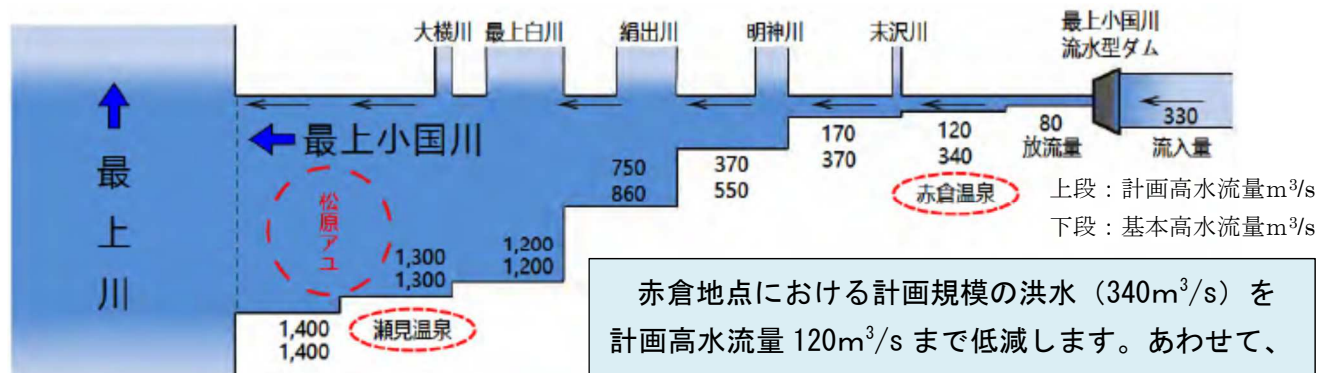 最上小国川
流水型ダム
大横川
最上白川
絹出川
明神川
末沢川
330
流入量
80
放流量
120
340
赤倉温泉
170
370
370
550
750
860
1,200
1,200
1,300
1,300
瀬見温泉
1,400
1,400
松原アユ
最上小国川
最上川
上段:計画高水流量m³/s
下段:基本高水流量m³/s
赤倉地点における計画規模の洪水(340m³/s)を
計画高水流量120m³/sまで低減します。あわせて、